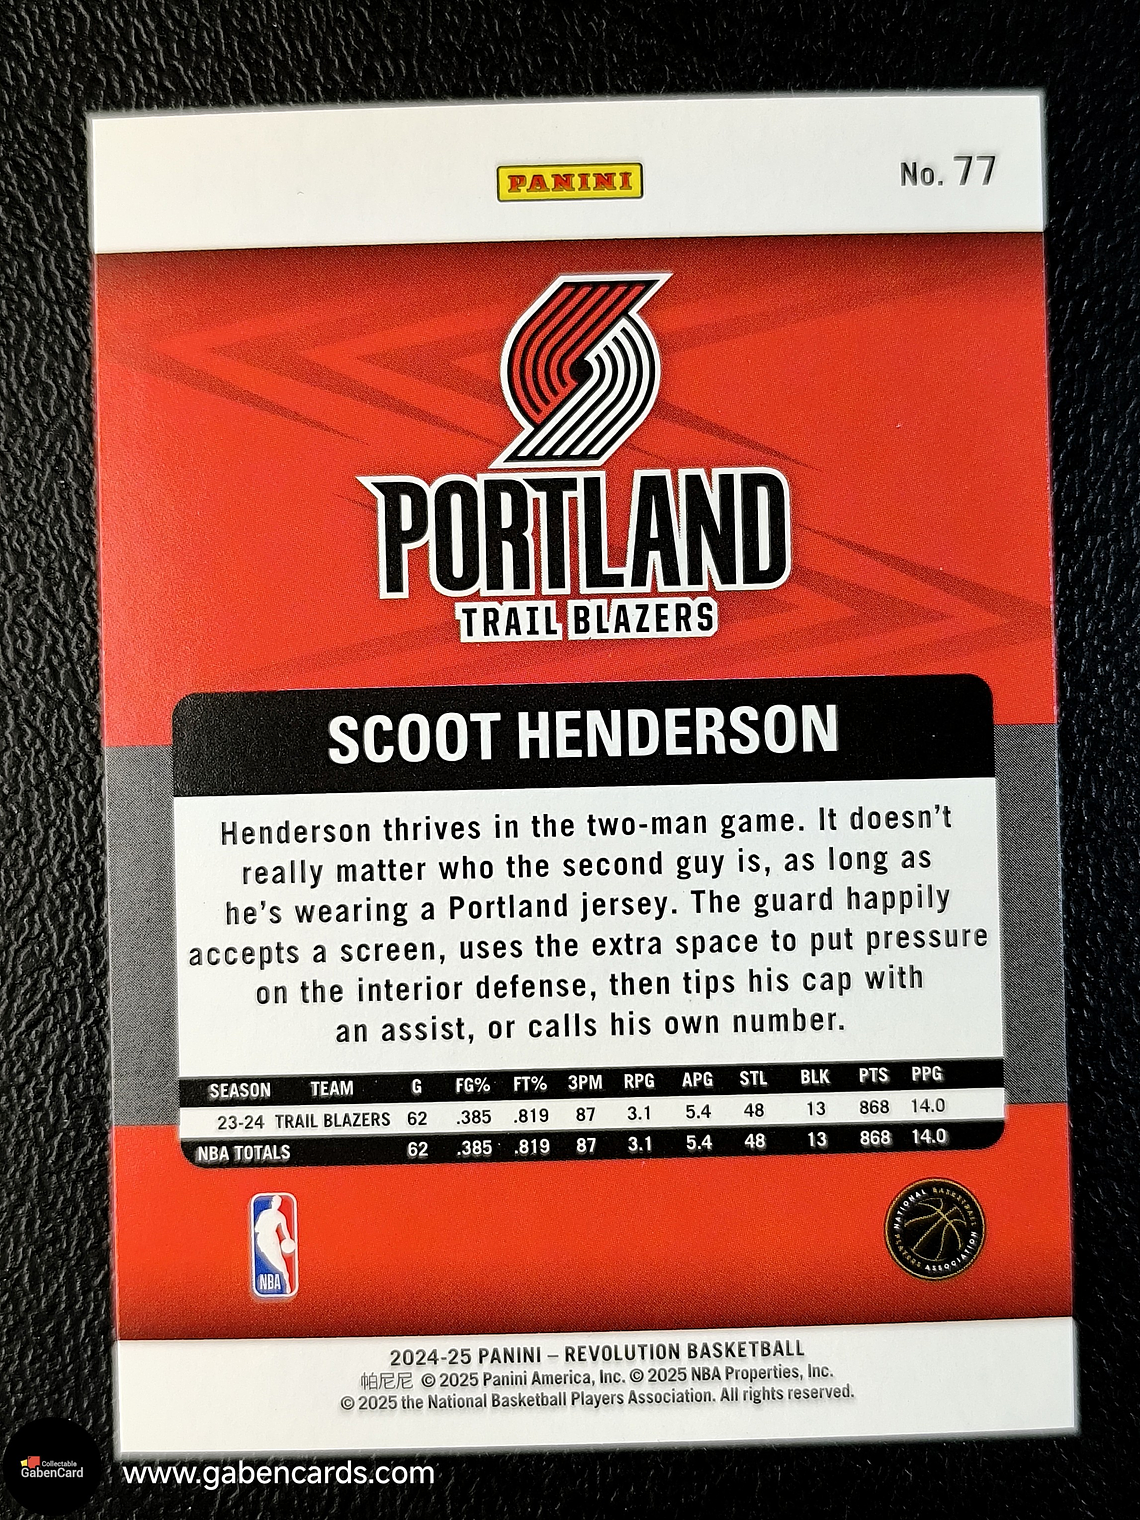 PANINI
No. 77
PORTLAND
TRAIL BLAZERS
SCOOT HENDERSON
Henderson thrives in the two-man game. It doesn't
really matter who the second guy is, as long as
he's wearing a Portland jersey. The guard happily
accepts a screen, uses the extra space to put pressure
on the interior defense, then tips his cap with
an assist, or calls his own number.
SEASON TEAM G FG% FT% 3PM RPG APG STL BLK PTS PPG
23-24 TRAIL BLAZERS 62 .385 .819 87 3.1 5.4 48 13 868 14.0
NBA TOTALS 62 .385 .819 87 3.1 5.4 48 13 868 14.0
NBA
NATIONAL BASKETBALL PLAYERS ASSOCIATION
2024-25 PANINI – REVOLUTION BASKETBALL
帕尼尼 © 2025 Panini America, Inc. © 2025 NBA Properties, Inc.
© 2025 the National Basketball Players Association. All rights reserved.
Collectable
GabenCard
www.gabencards.com